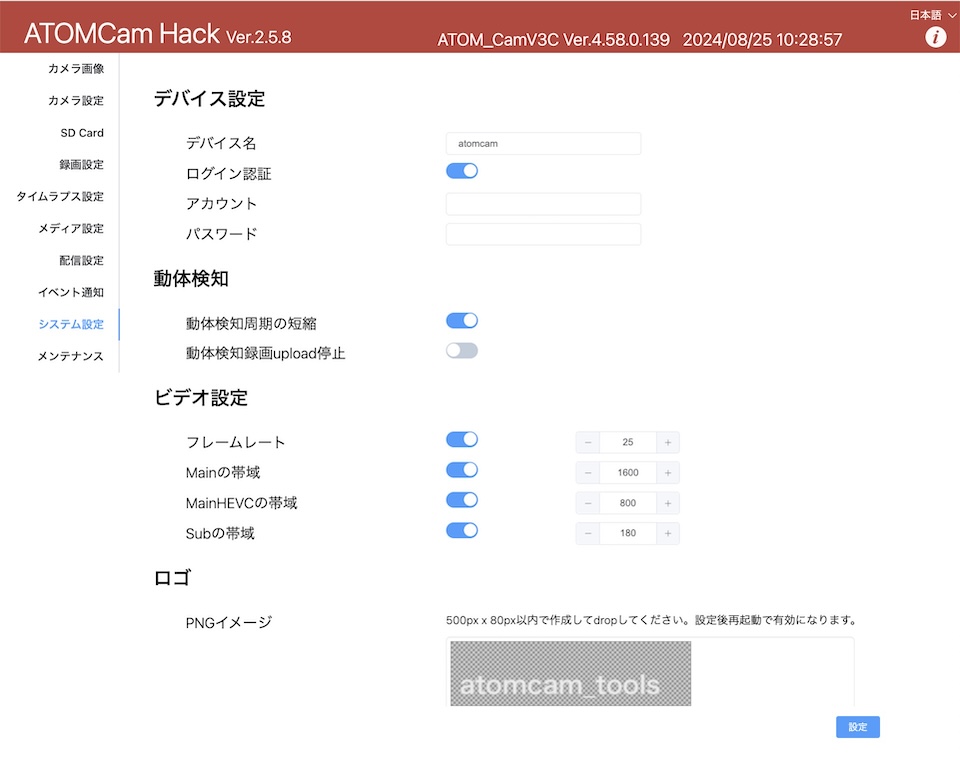 日本語
ATOMCam Hack Ver.2.5.8
ATOM_CamV3C Ver.4.58.0.139 2024/08/25 10:28:57
i
カメラ画像
カメラ設定
SD Card
録画設定
タイムラプス設定
メディア設定
配信設定
イベント通知
システム設定
メンテナンス
デバイス設定
デバイス名 atomcam
ログイン認証
アカウント
パスワード
動体検知
動体検知周期の短縮
動体検知録画upload停止
ビデオ設定
フレームレート − 25 +
Mainの帯域 − 1600 +
MainHEVCの帯域 − 800 +
Subの帯域 − 180 +
ロゴ
PNGイメージ 500px x 80px以内で作成してdropしてください。設定後再起動で有効になります。
atomcam_tools
設定